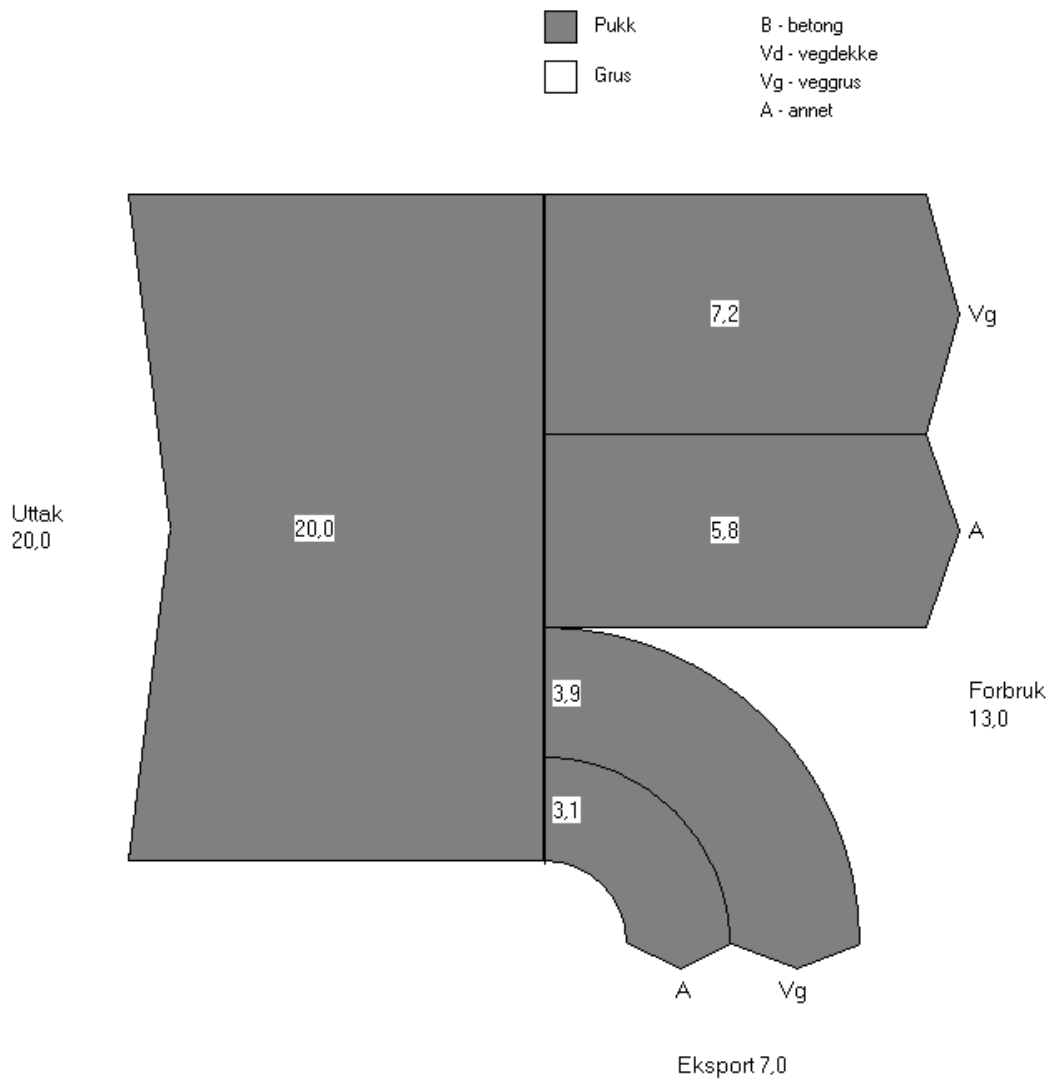 Pukk
Grus
B - betong
Vd - vegdekke
Vg - veggrus
A - annet
7,2
Vg
Uttak
20,0
20,0
5,8
A
3,9
Forbruk
13,0
3,1
A
Vg
Eksport 7,0